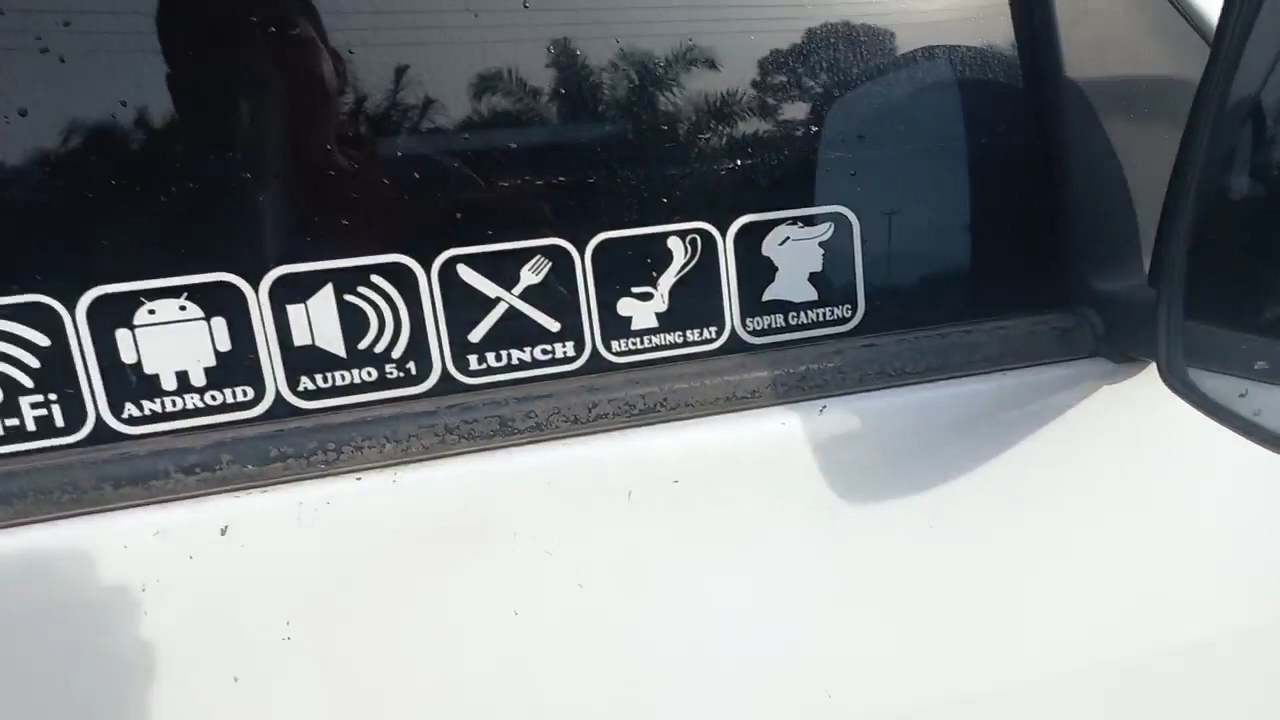 i-Fi
ANDROID
AUDIO 5.1
LUNCH
RECLENING SEAT
SOPIR GANTENG